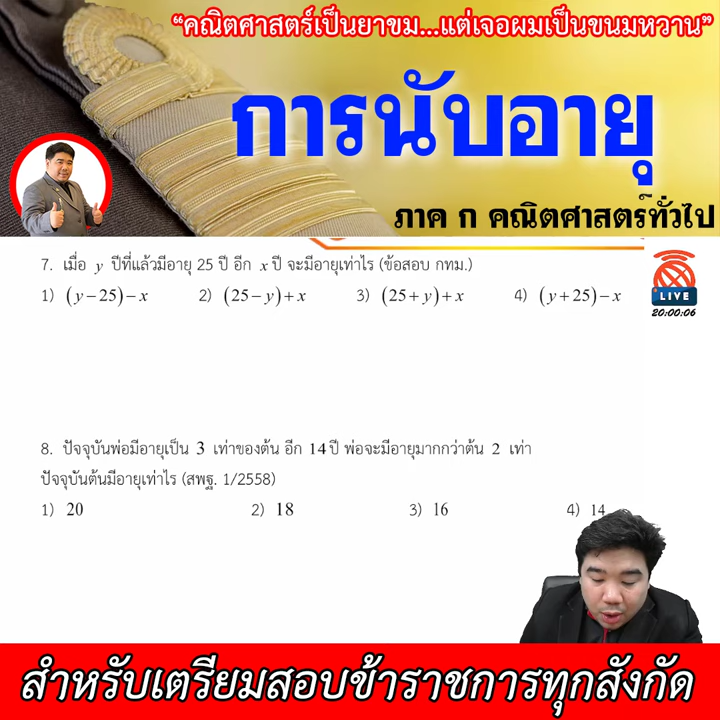 “คณิตศาสตร์เป็นยาขม...แต่เจอผมเป็นขนมหวาน”
การนับอายุ
ภาค ก คณิตศาสตร์ทั่วไป
7. เมื่อ y ปีที่แล้วมีอายุ 25 ปี อีก x ปี จะมีอายุเท่าไร (ข้อสอบ กทม.)
1) (y−25)−x 2) (25−y)+x 3) (25+y)+x 4) (y+25)−x
LIVE
20:00:06
8. ปัจจุบันพ่อมีอายุเป็น 3 เท่าของต้น อีก 14 ปี พ่อจะมีอายุมากกว่าต้น 2 เท่า
ปัจจุบันต้นมีอายุเท่าไร (สพฐ. 1/2558)
1) 20 2) 18 3) 16 4) 14
สำหรับเตรียมสอบข้าราชการทุกสังกัด